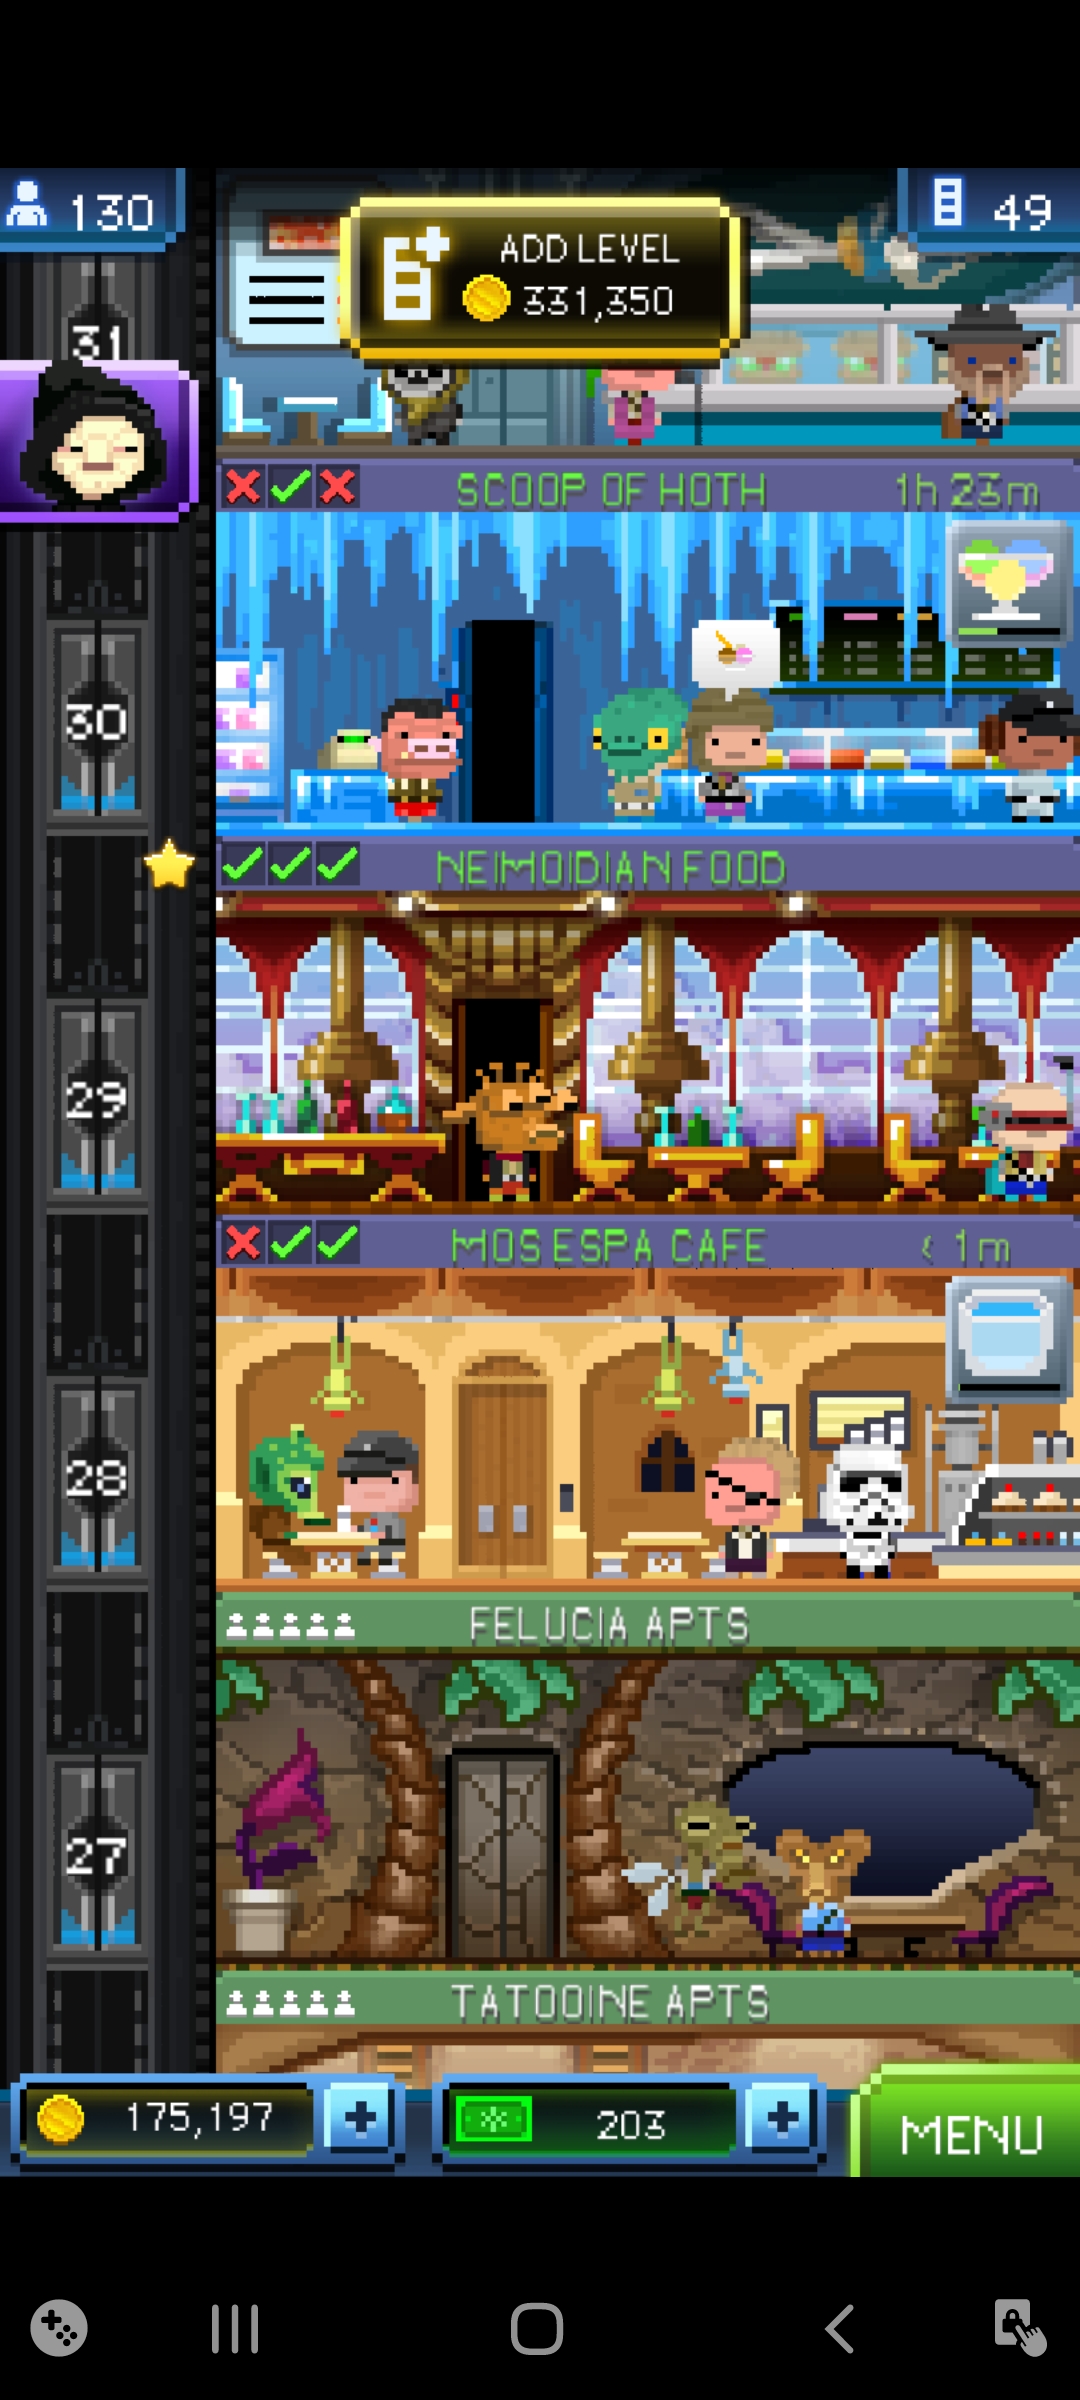 130
49
ADD LEVEL
331,350
31
SCOOP OF HOTH
1h 23m
30
NEIMOIDIAN FOOD
29
MOS ESPA CAFE
< 1m
28
FELUCIA APTS
27
TATOOINE APTS
175,197
203
MENU